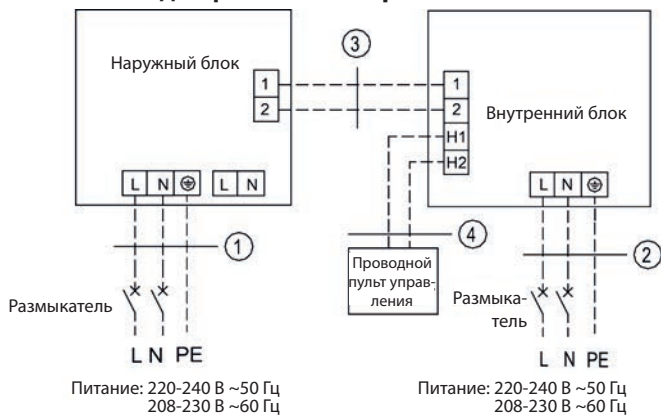 Наружный блок
1
2
3
1
2
H1
H2
Внутренний блок
L N
L N
L N
1
4
2
Проводной
пульт управ-
ления
Размыкатель
Размыка-
тель
L N PE
L N PE
Питание: 220-240 В ~50 Гц
208-230 В ~60 Гц
Питание: 220-240 В ~50 Гц
208-230 В ~60 Гц